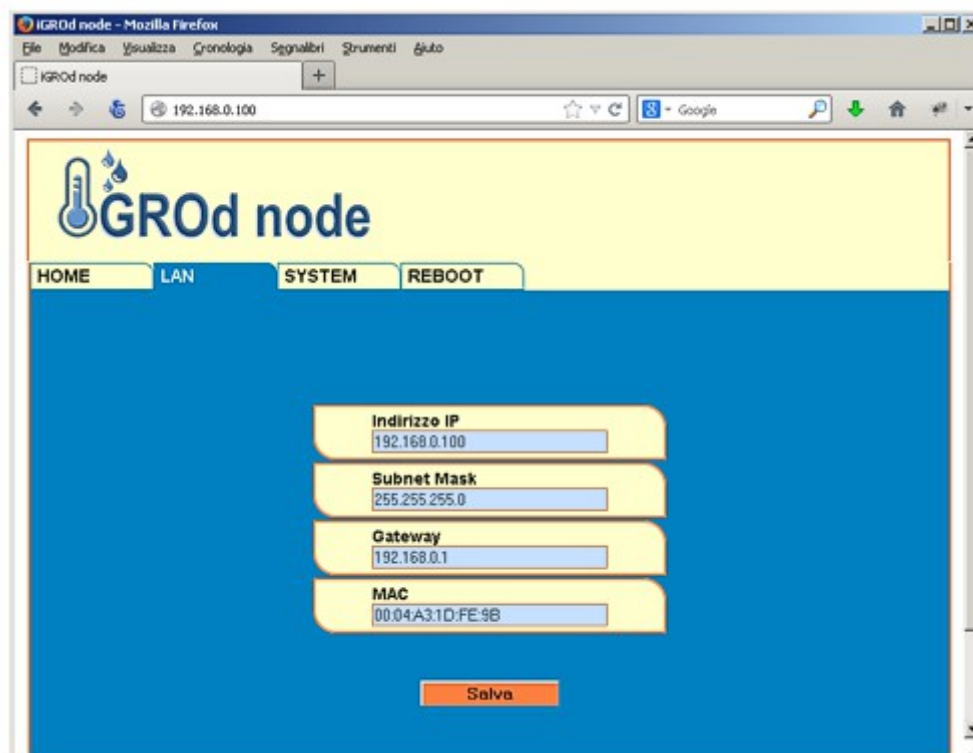 iGROd node - Mozilla Firefox
File Modifica Visualizza Cronologia Segnalibri Strumenti Aiuto
iGROd node +
192.168.0.100 Google
iGROd node
HOME LAN SYSTEM REBOOT
Indirizzo IP
192.168.0.100
Subnet Mask
255.255.255.0
Gateway
192.168.0.1
MAC
00:04:A3:1D:FE:9B
Salva